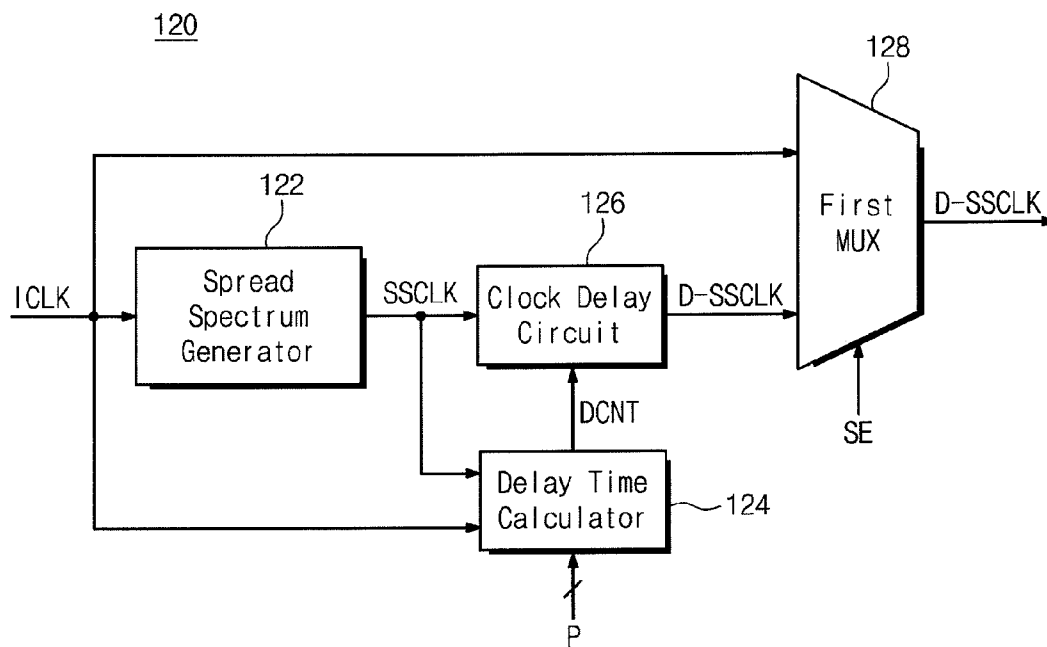 120
128
122
126
First
MUX
D-SSCLK
ICLK
Spread
Spectrum
Generator
SSCLK
Clock Delay
Circuit
D-SSCLK
DCNT
SE
Delay Time
Calculator
124
P